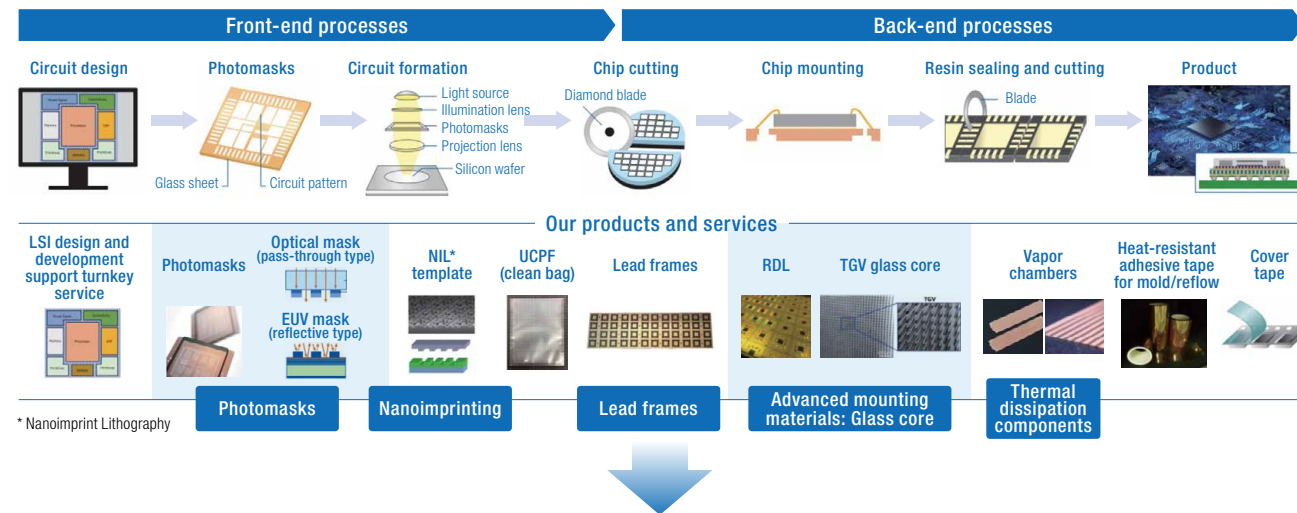 Front-end processes
Back-end processes
Circuit design
Photomasks
Circuit formation
Chip cutting
Chip mounting
Resin sealing and cutting
Product
Light source
Illumination lens
Photomasks
Projection lens
Silicon wafer
Glass sheet
Circuit pattern
Diamond blade
Blade
Processor
Memory
Our products and services
LSI design and
development
support turnkey
service
Photomasks
Optical mask
(pass-through type)
EUV mask
(reflective type)
NIL*
template
UCPF
(clean bag)
Lead frames
RDL
TGV glass core
TGV
Vapor
chambers
Heat-resistant
adhesive tape
for mold/reflow
Cover
tape
Processor
Photomasks
Nanoimprinting
Lead frames
Advanced mounting
materials: Glass core
Thermal
dissipation
components
* Nanoimprint Lithography